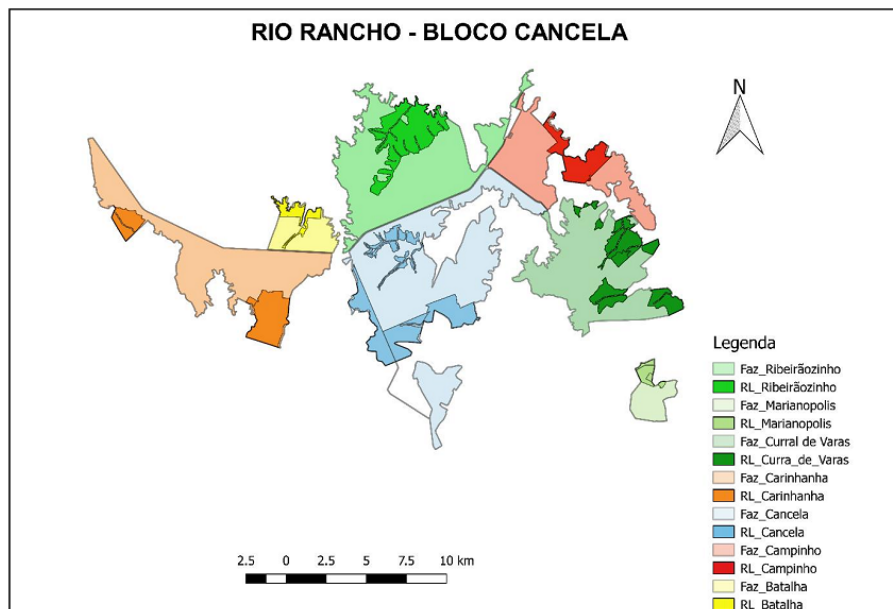 RIO RANCHO - BLOCO CANCELA
N
Legenda
Faz_Ribeirãozinho
RL_Ribeirãozinho
Faz_Marianopolis
RL_Marianopolis
Faz_Curral de Varas
RL_Curra_de_Varas
Faz_Carinhanha
RL_Carinhanha
Faz_Cancela
RL_Cancela
Faz_Campinho
RL_Campinho
Faz_Batalha
RL_Batalha
2.5 0 2.5 5 7.5 10 km